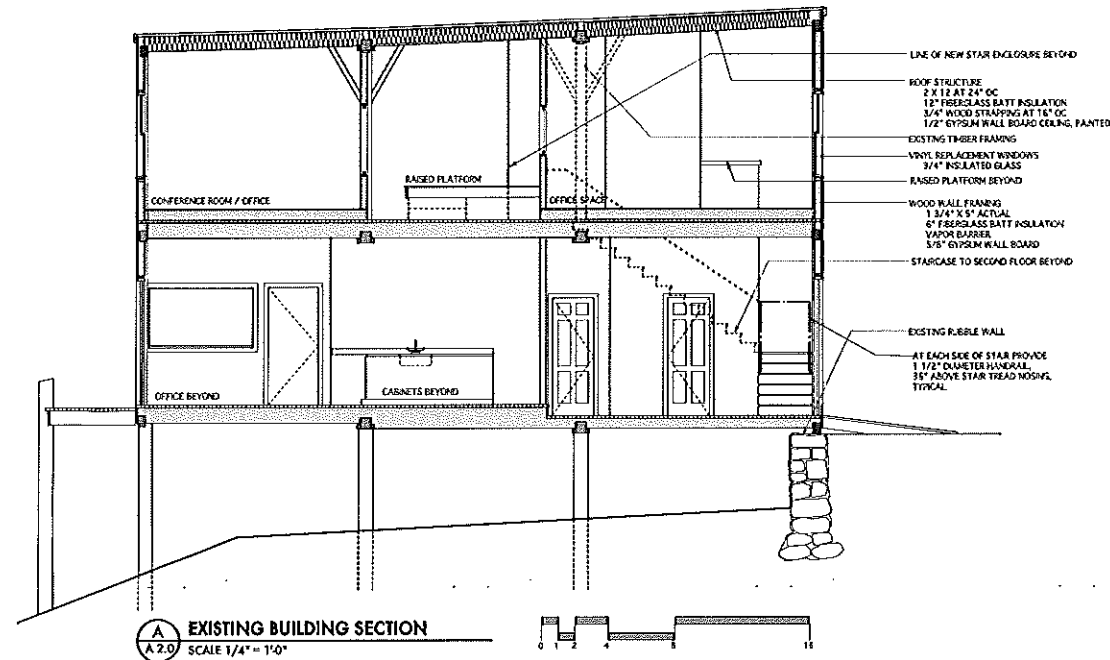 LINE OF NEW STAIR ENCLOSURE BEYOND
ROOF STRUCTURE
2 X 12 AT 24" OC
12" FIBERGLASS BATT INSULATION
3/4" WOOD STRAPPING AT 16" OC
1/2" GYPSUM WALL BOARD CEILING, PAINTED
EXISTING TIMBER FRAMING
VINYL REPLACEMENT WINDOWS
3/4" INSULATED GLASS
RAISED PLATFORM BEYOND
WOOD WALL FRAMING
1 3/4" X 5" ACTUAL
6" FIBERGLASS BATT INSULATION
VAPOR BARRIER
5/8" GYPSUM WALL BOARD
STAIRCASE TO SECOND FLOOR BEYOND
EXISTING RUBBLE WALL
AT EACH SIDE OF STAIR PROVIDE
1 1/2" DIAMETER HANDRAIL,
36" ABOVE STAIR TREAD NOSING,
TYPICAL.
CONFERENCE ROOM / OFFICE
RAISED PLATFORM
OFFICE SPACE
OFFICE BEYOND
CABINETS BEYOND
A
A 2.0
EXISTING BUILDING SECTION
SCALE 1/4" = 1'-0"
0 1 2 4 8 16